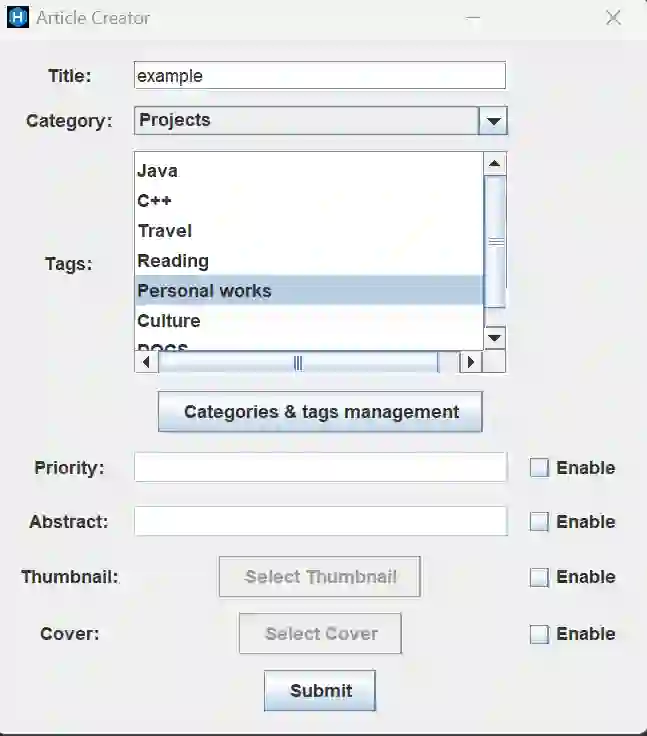 Article Creator
Title: example
Category: Projects
Java
C++
Travel
Reading
Tags:
Personal works
Culture
DOCS
Categories & tags management
Priority: Enable
Abstract: Enable
Thumbnail: Select Thumbnail Enable
Cover: Select Cover Enable
Submit